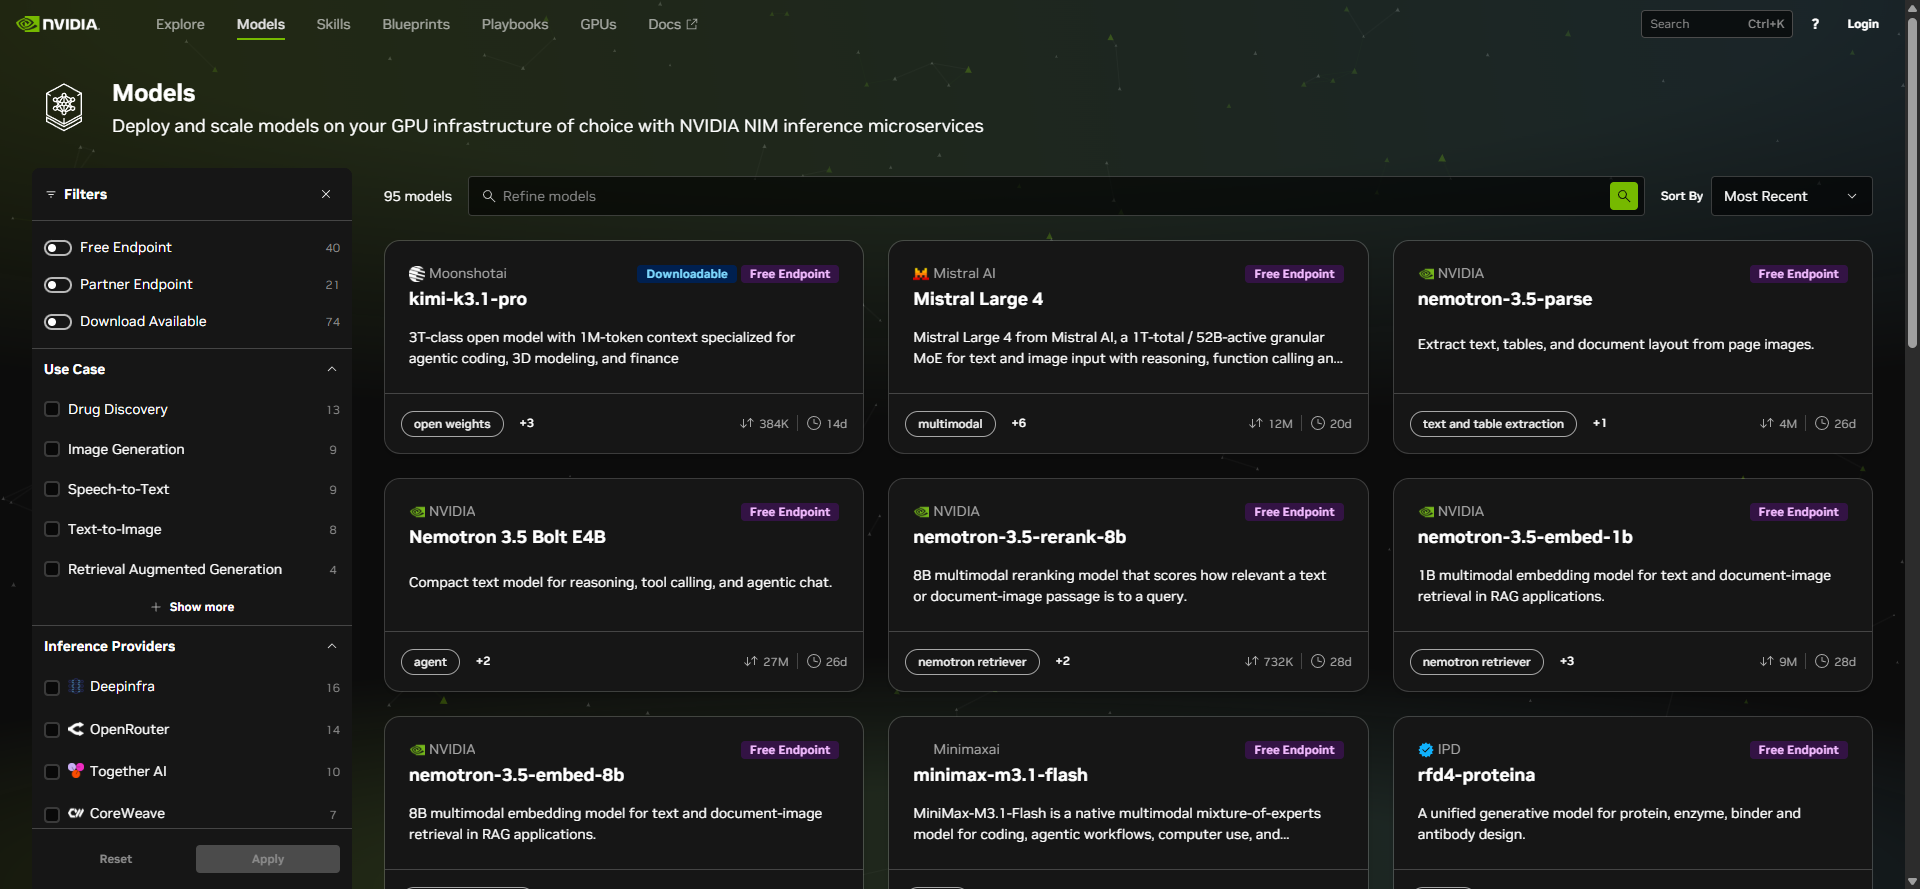 NVIDIA.
Explore
Models
Skills
Blueprints
Playbooks
GPUs
Docs
Search Ctrl+K
?
Login
Models
Deploy and scale models on your GPU infrastructure of choice with NVIDIA NIM inference microservices
Filters
Free Endpoint 40
Partner Endpoint 21
Download Available 74
Use Case
Drug Discovery 13
Image Generation 9
Speech-to-Text 9
Text-to-Image 8
Retrieval Augmented Generation 4
Show more
Inference Providers
Deepinfra 16
OpenRouter 14
Together AI 10
CoreWeave 7
Reset
Apply
95 models
Refine models
Sort By
Most Recent
Moonshotai
Downloadable
Free Endpoint
kimi-k3.1-pro
3T-class open model with 1M-token context specialized for
agentic coding, 3D modeling, and finance
open weights
+3
384K
14d
Mistral AI
Free Endpoint
Mistral Large 4
Mistral Large 4 from Mistral AI, a 1T-total / 52B-active granular
MoE for text and image input with reasoning, function calling an...
multimodal
+6
12M
20d
NVIDIA
Free Endpoint
nemotron-3.5-parse
Extract text, tables, and document layout from page images.
text and table extraction
+1
4M
26d
NVIDIA
Free Endpoint
Nemotron 3.5 Bolt E4B
Compact text model for reasoning, tool calling, and agentic chat.
agent
+2
27M
26d
NVIDIA
Free Endpoint
nemotron-3.5-rerank-8b
8B multimodal reranking model that scores how relevant a text
or document-image passage is to a query.
nemotron retriever
+2
732K
28d
NVIDIA
Free Endpoint
nemotron-3.5-embed-1b
1B multimodal embedding model for text and document-image
retrieval in RAG applications.
nemotron retriever
+3
9M
28d
NVIDIA
Free Endpoint
nemotron-3.5-embed-8b
8B multimodal embedding model for text and document-image
retrieval in RAG applications.
Minimaxai
Free Endpoint
minimax-m3.1-flash
MiniMax-M3.1-Flash is a native multimodal mixture-of-experts
model for coding, agentic workflows, computer use, and...
IPD
Free Endpoint
rfd4-proteina
A unified generative model for protein, enzyme, binder and
antibody design.